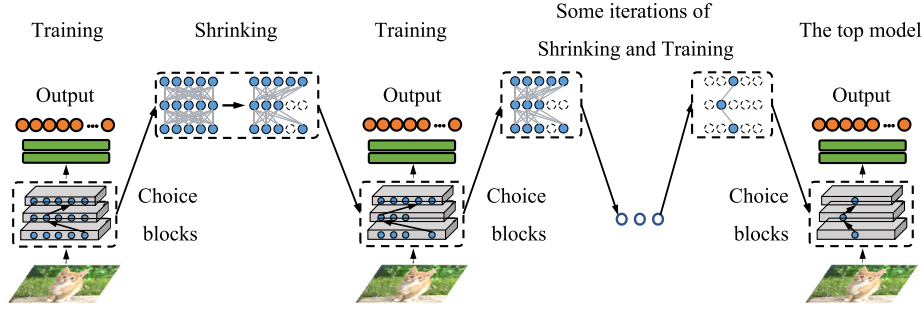 Training
Shrinking
Training
Some iterations of
Shrinking and Training
The top model
Output
Output
Output
Choice
blocks
Choice
blocks
Choice
blocks